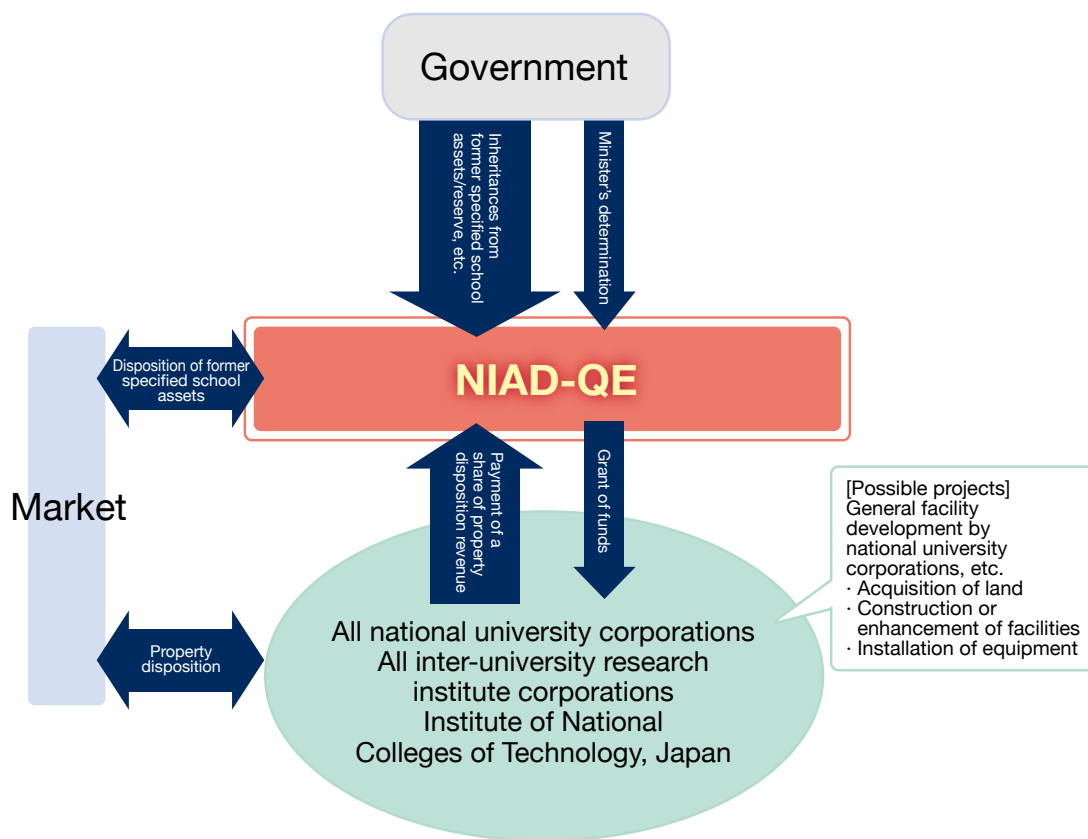 Government
Inheritances from
former specified school
assets/reserve, etc.
Minister's determination
Disposition of former
specified school
assets
NIAD-QE
Market
Payment of a
share of property
disposition revenue
Grant of funds
[Possible projects]
General facility
development by
national university
corporations, etc.
· Acquisition of land
· Construction or
enhancement of facilities
· Installation of equipment
Property
disposition
All national university corporations
All inter-university research
institute corporations
Institute of National
Colleges of Technology, Japan